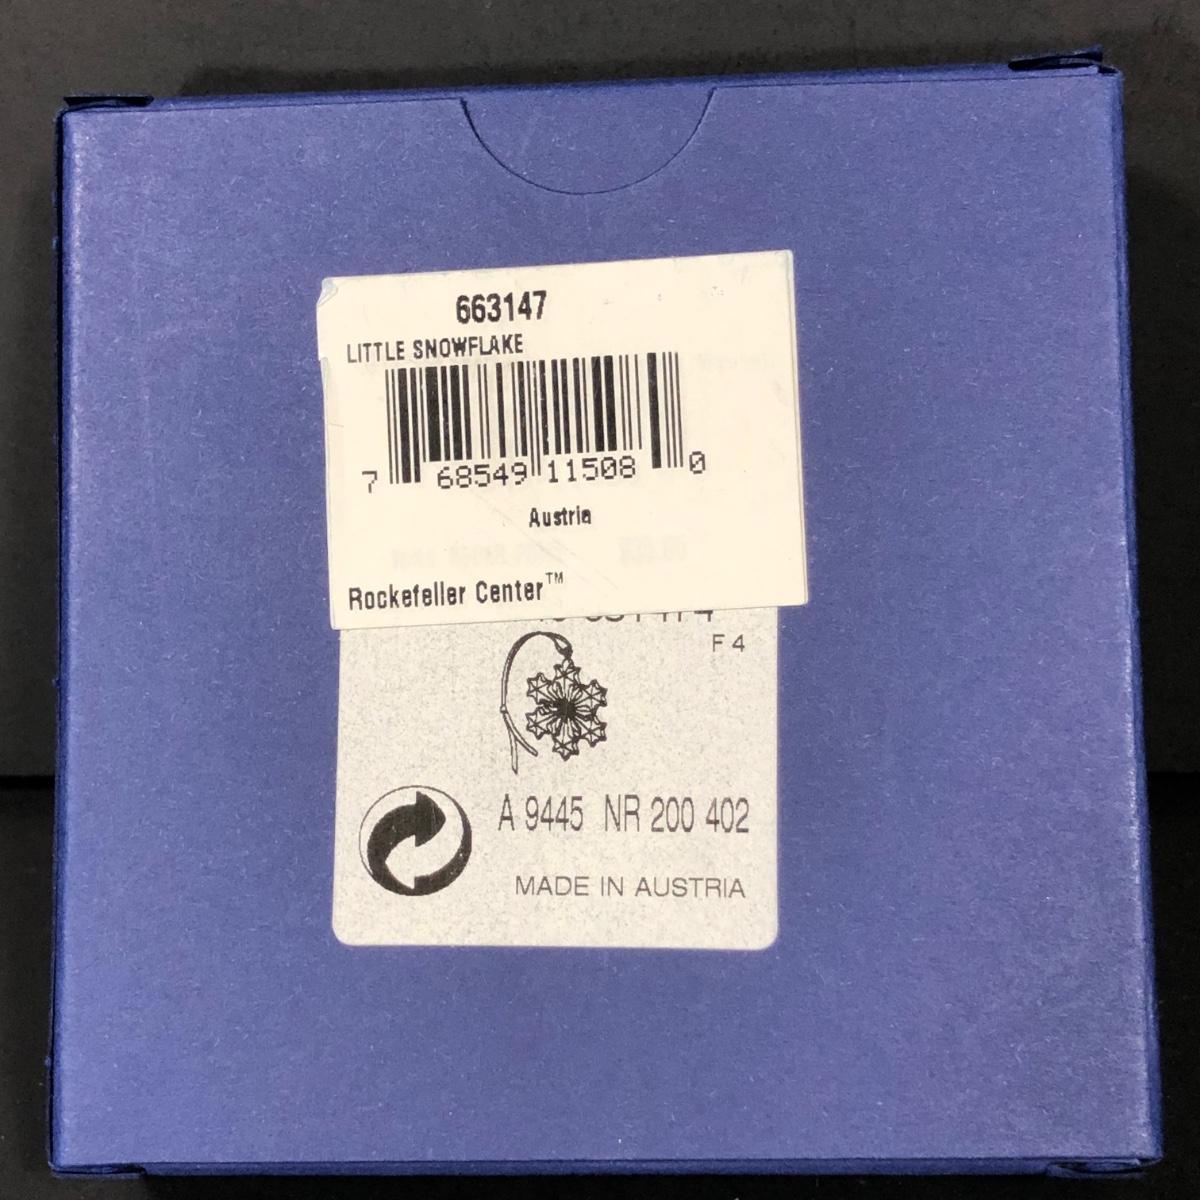 663147
LITTLE SNOWFLAKE
7 68549 11508 0
Austria
Rockefeller Center™
F 4
A 9445 NR 200 402
MADE IN AUSTRIA